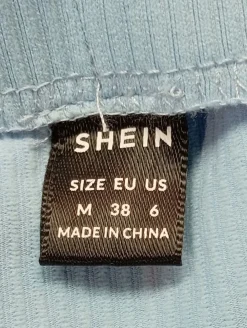 SHEIN
SIZE EU US
M 38 6
MADE IN CHINA